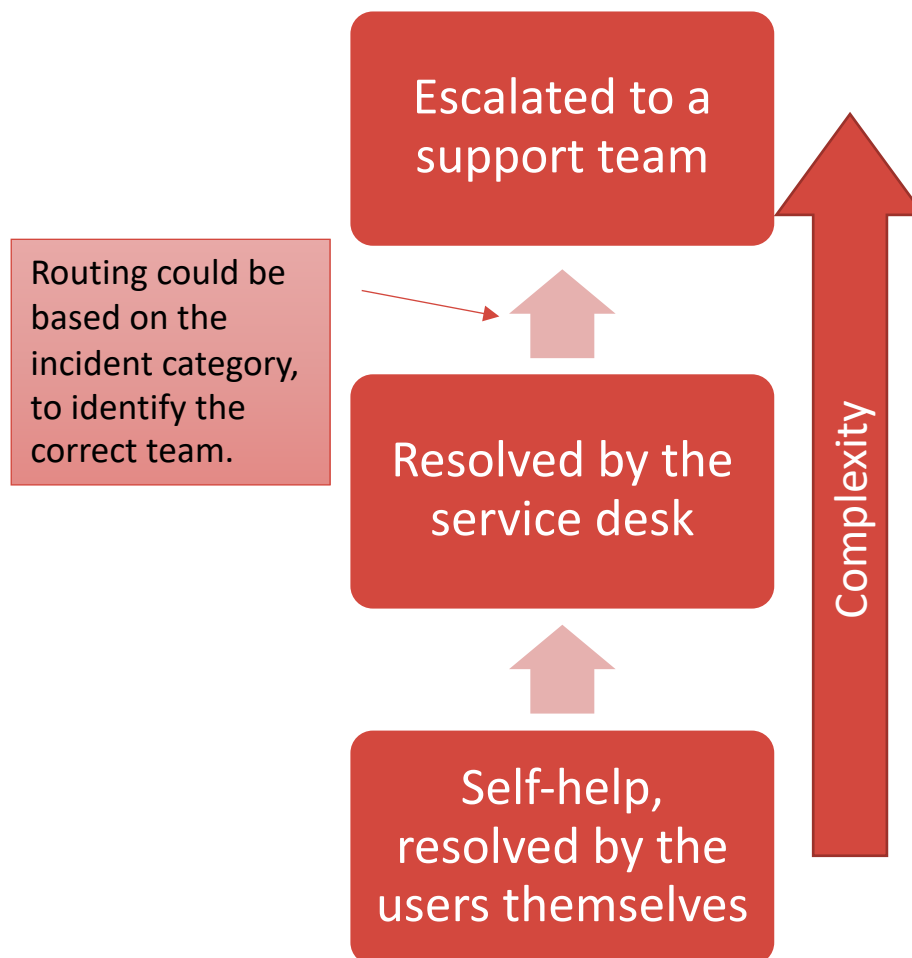 Escalated to a
support team
Routing could be
based on the
incident category,
to identify the
correct team.
Resolved by the
service desk
Complexity
Self-help,
resolved by the
users themselves